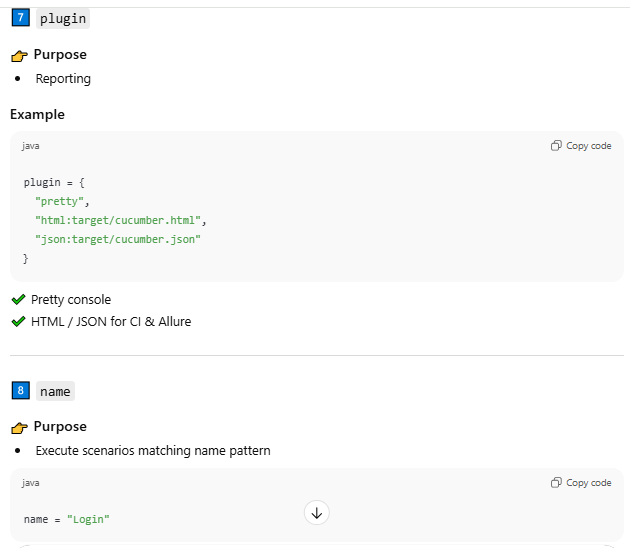 7 plugin
👉 Purpose
• Reporting
Example
java Copy code
plugin = {
"pretty",
"html:target/cucumber.html",
"json:target/cucumber.json"
}
✔ Pretty console
✔ HTML / JSON for CI & Allure
8 name
👉 Purpose
• Execute scenarios matching name pattern
java Copy code
name = "Login"